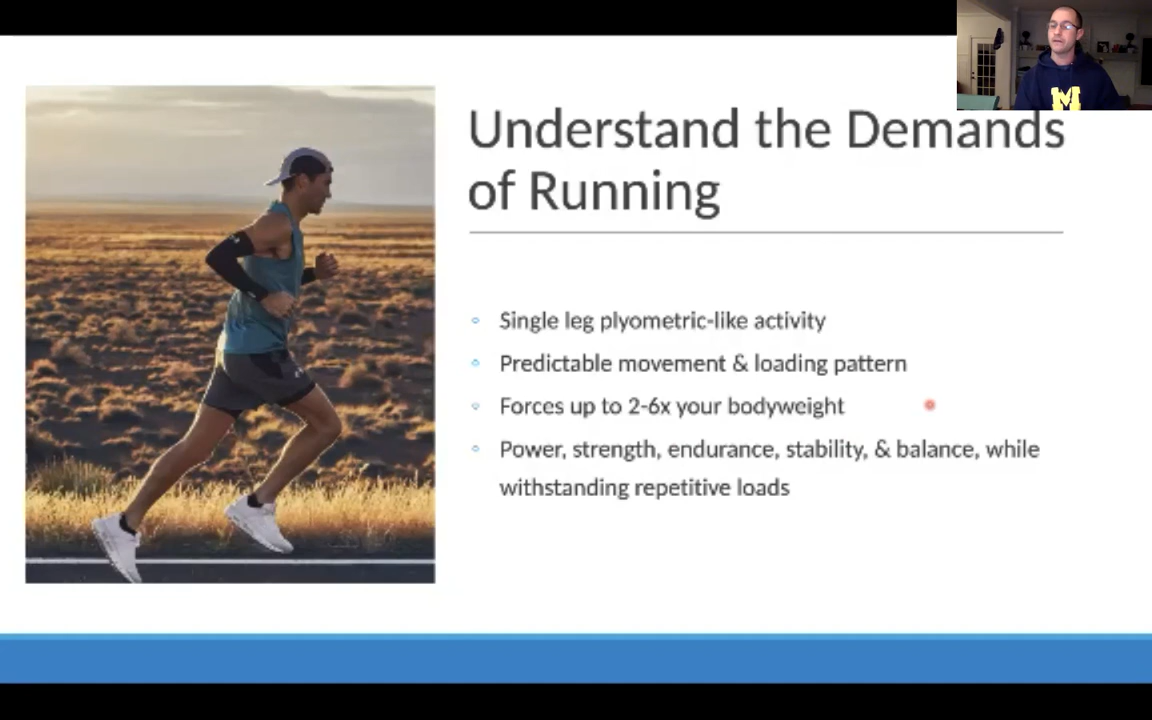 M
Understand the Demands
of Running
Single leg plyometric-like activity
Predictable movement & loading pattern
Forces up to 2-6x your bodyweight
Power, strength, endurance, stability, & balance, while
withstanding repetitive loads